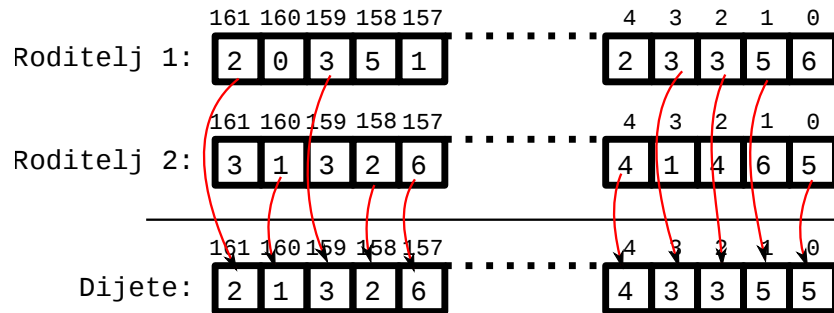 161 160 159 158 157 4 3 2 1 0
Roditelj 1: 2 0 3 5 1 2 3 3 5 6
161 160 159 158 157 4 3 2 1 0
Roditelj 2: 3 1 3 2 6 4 1 4 6 5
161 160 159 158 157 4 3 2 1 0
Dijete: 2 1 3 2 6 4 3 3 5 5